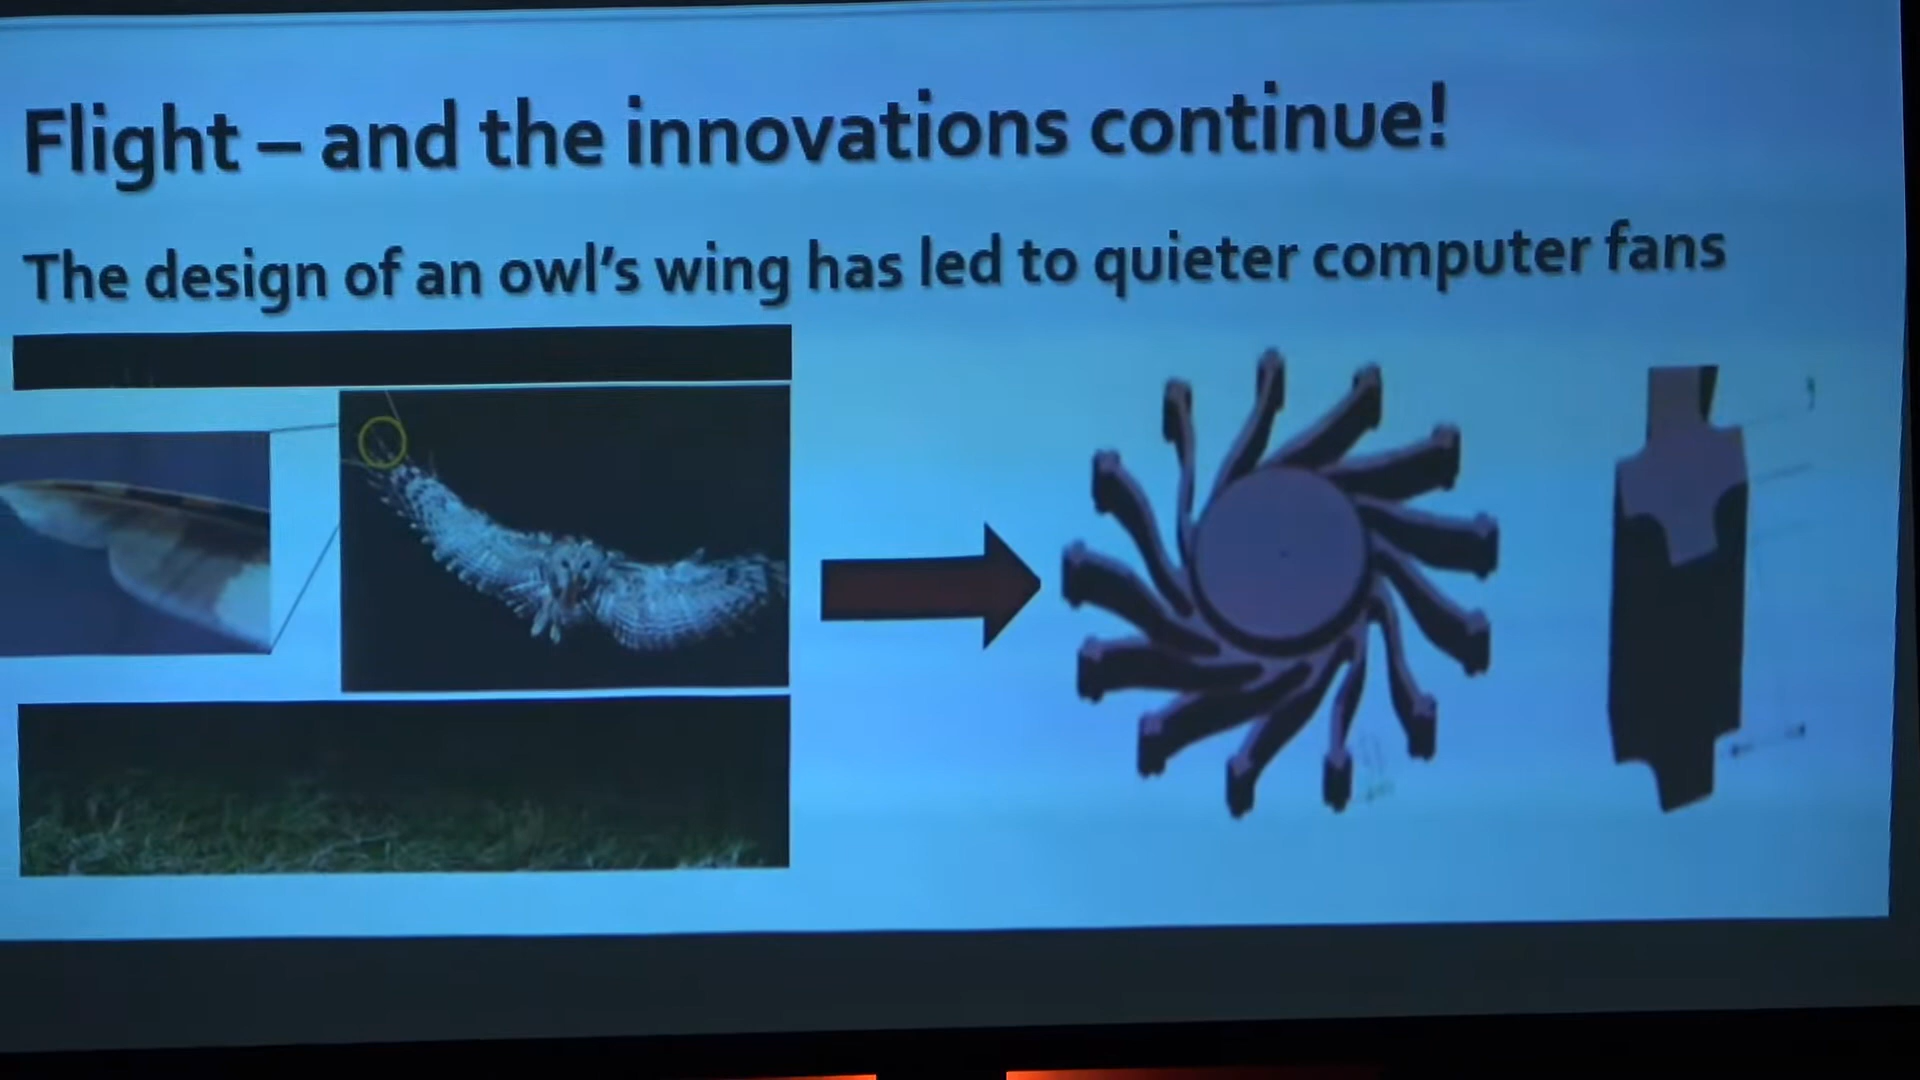 Flight – and the innovations continue!
The design of an owl's wing has led to quieter computer fans